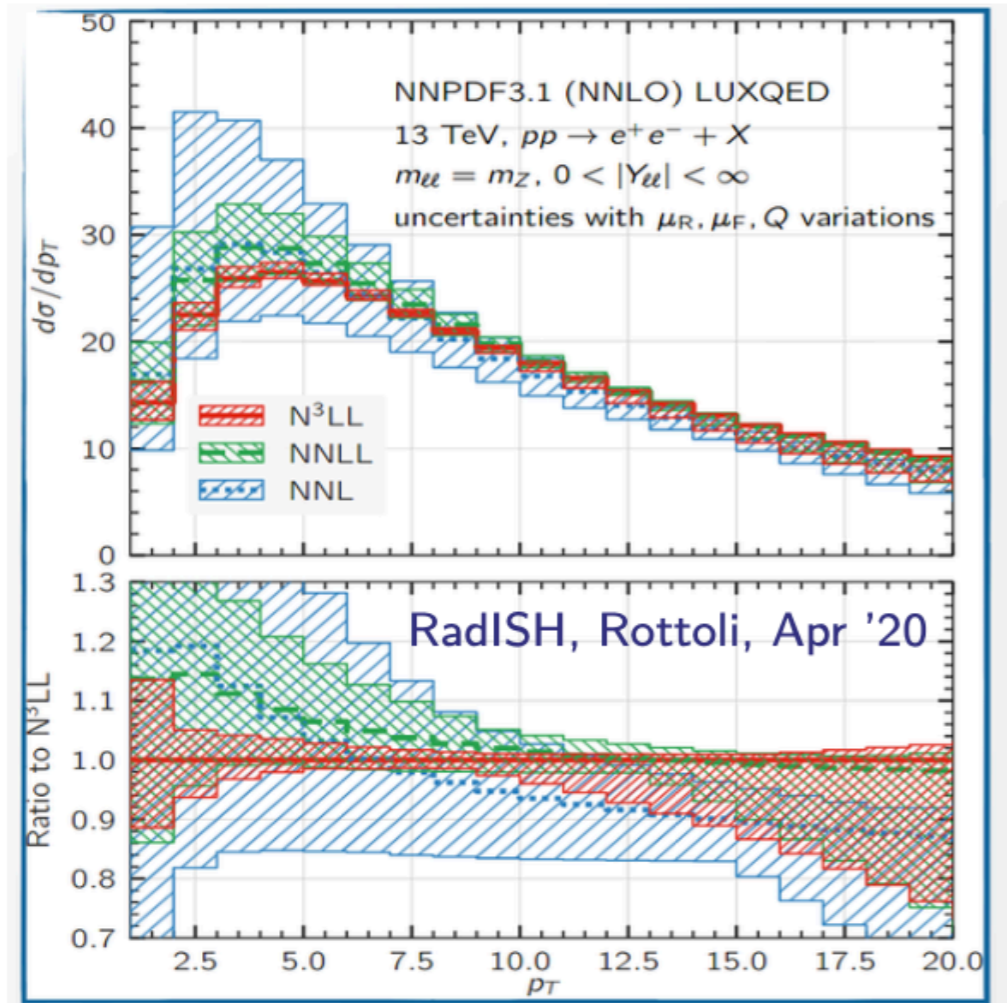 50
40
30
20
10
0
dσ/dp_T
NNPDF3.1 (NNLO) LUXQED
13 TeV, pp → e⁺e⁻ + X
m_ℓℓ = m_Z, 0 < |Y_ℓℓ| < ∞
uncertainties with μ_R, μ_F, Q variations
N³LL
NNLL
NNL
1.3
1.2
1.1
1.0
0.9
0.8
0.7
Ratio to N³LL
RadISH, Rottoli, Apr '20
2.5 5.0 7.5 10.0 12.5 15.0 17.5 20.0
p_T